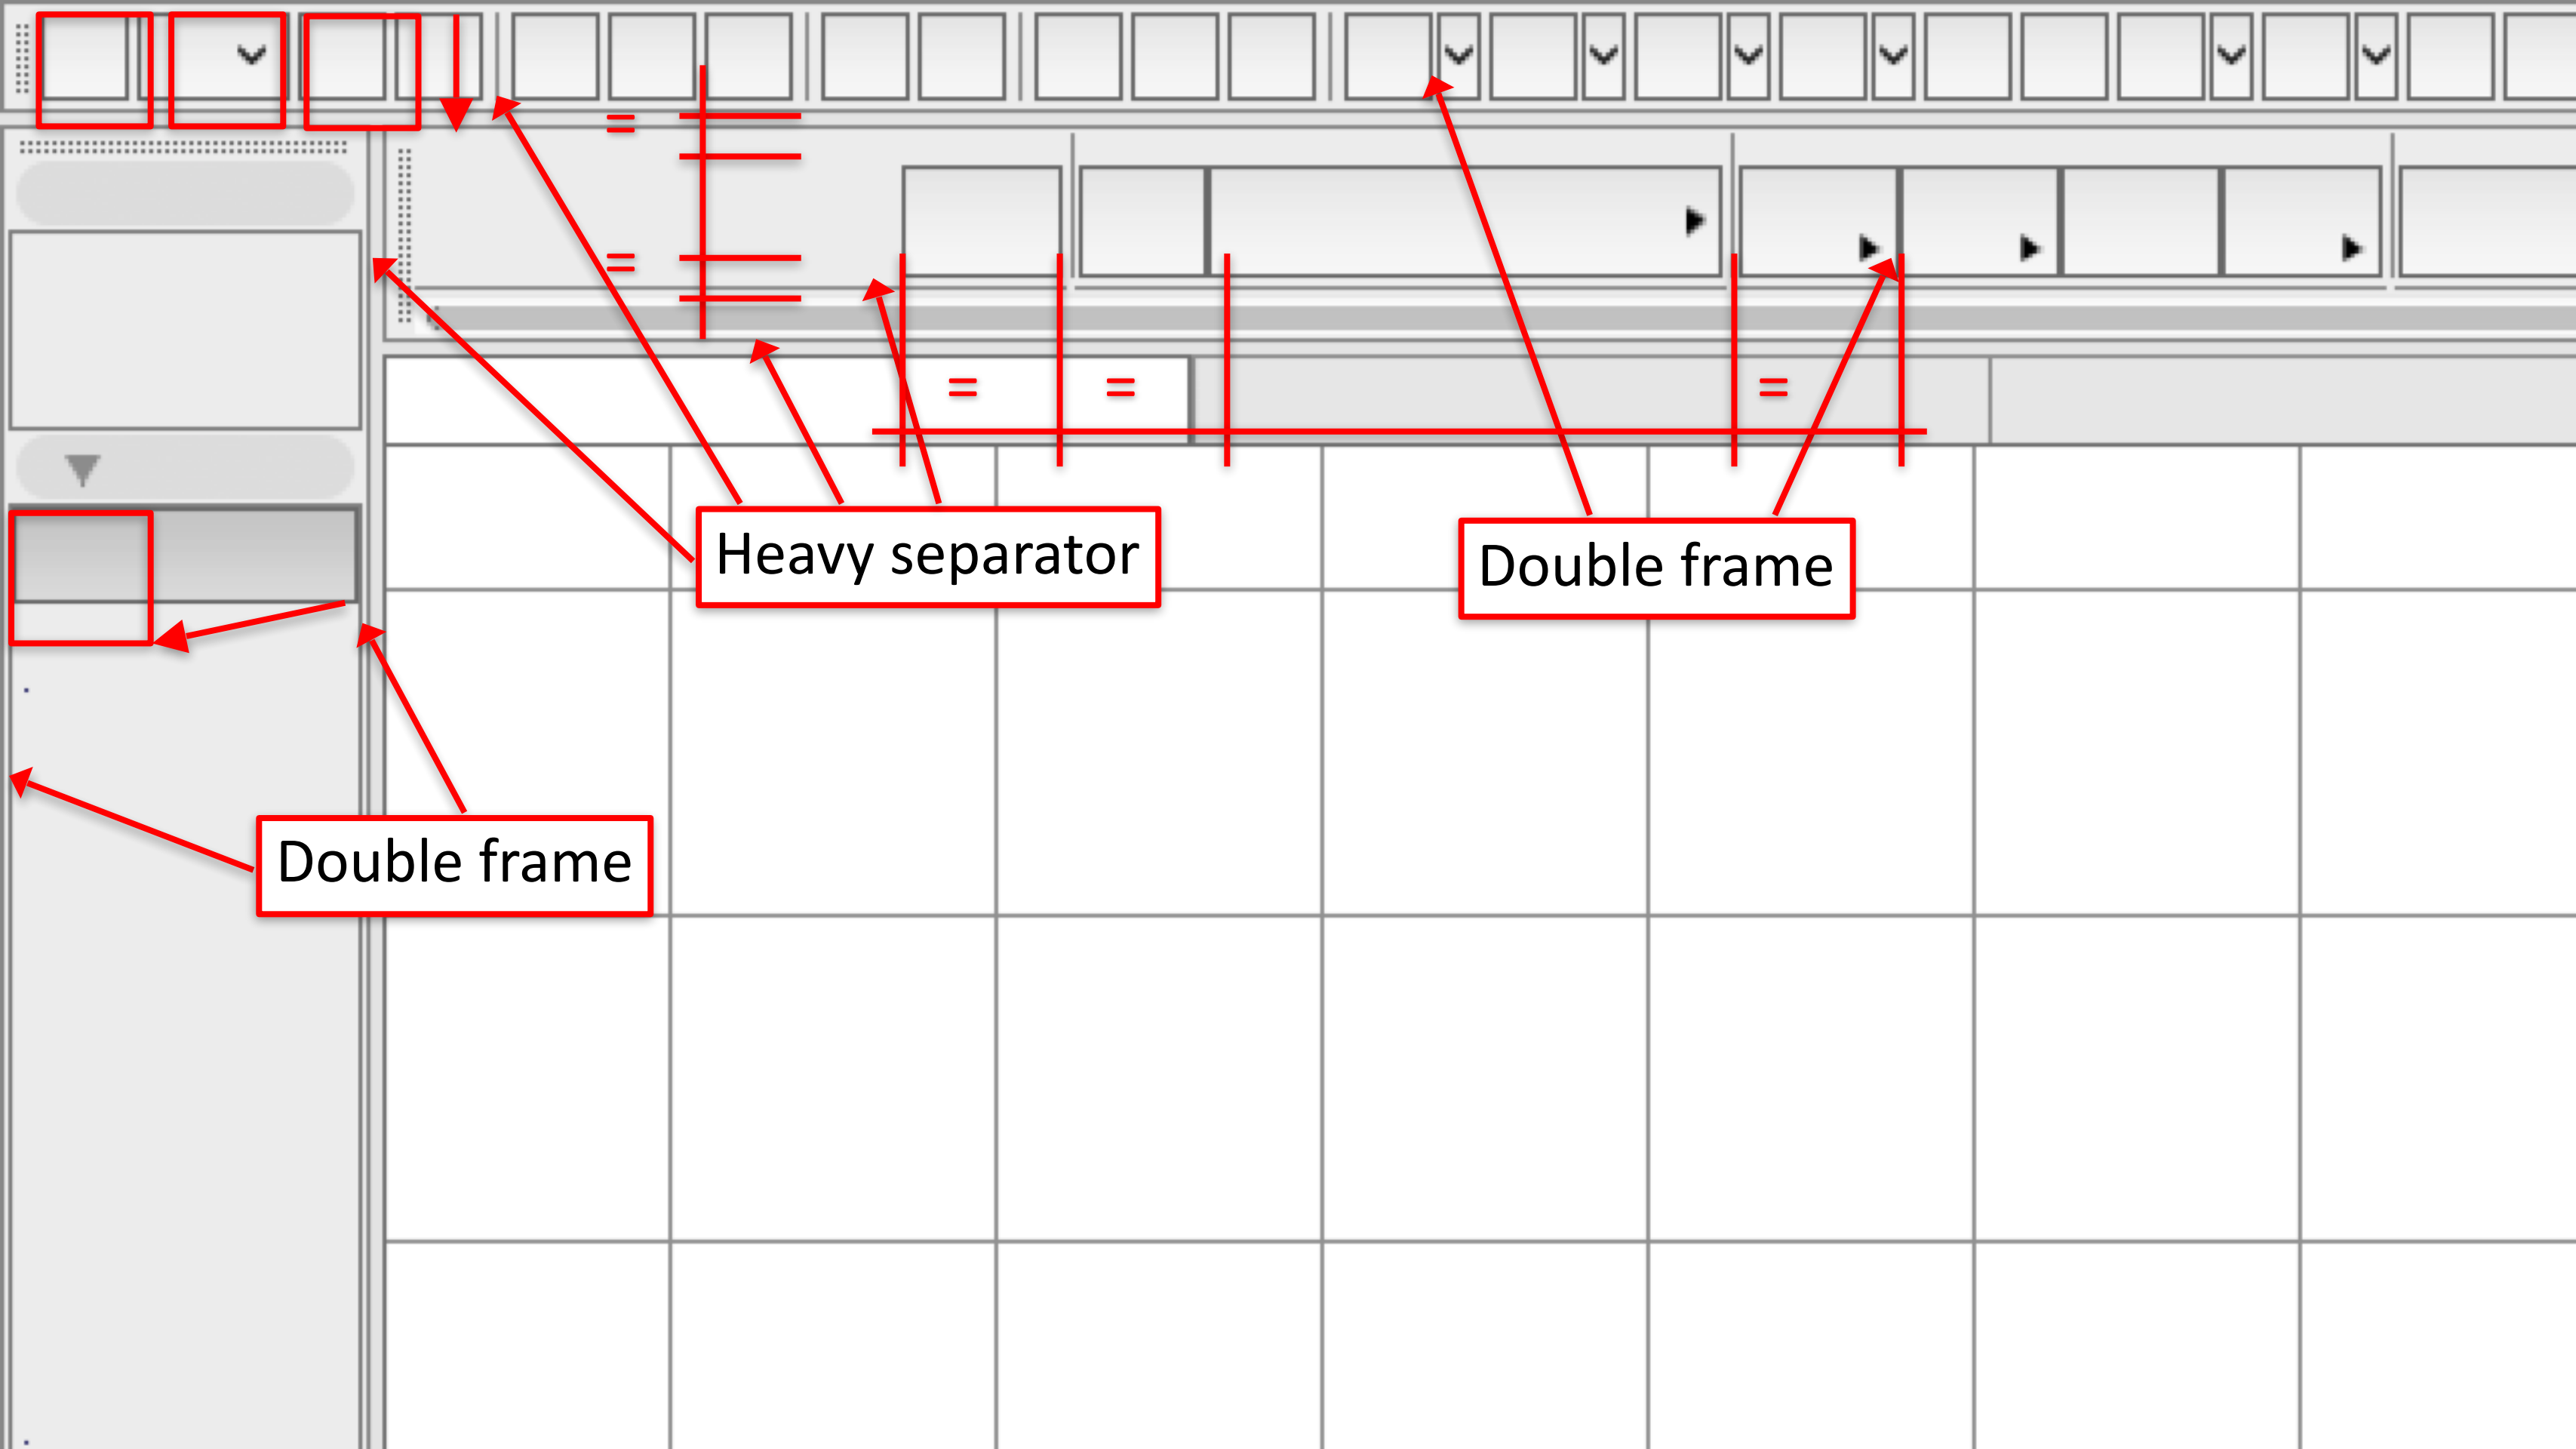 =
=
= = =
Heavy separator
Double frame
Double frame